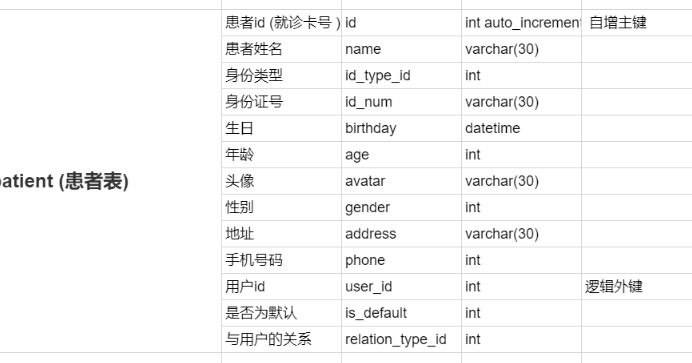 患者id (就诊卡号 ) id int auto_increment 自增主键
患者姓名 name varchar(30)
身份类型 id_type_id int
身份证号 id_num varchar(30)
生日 birthday datetime
年龄 age int
atient (患者表) 头像 avatar varchar(30)
性别 gender int
地址 address varchar(30)
手机号码 phone int
用户id user_id int 逻辑外键
是否为默认 is_default int
与用户的关系 relation_type_id int